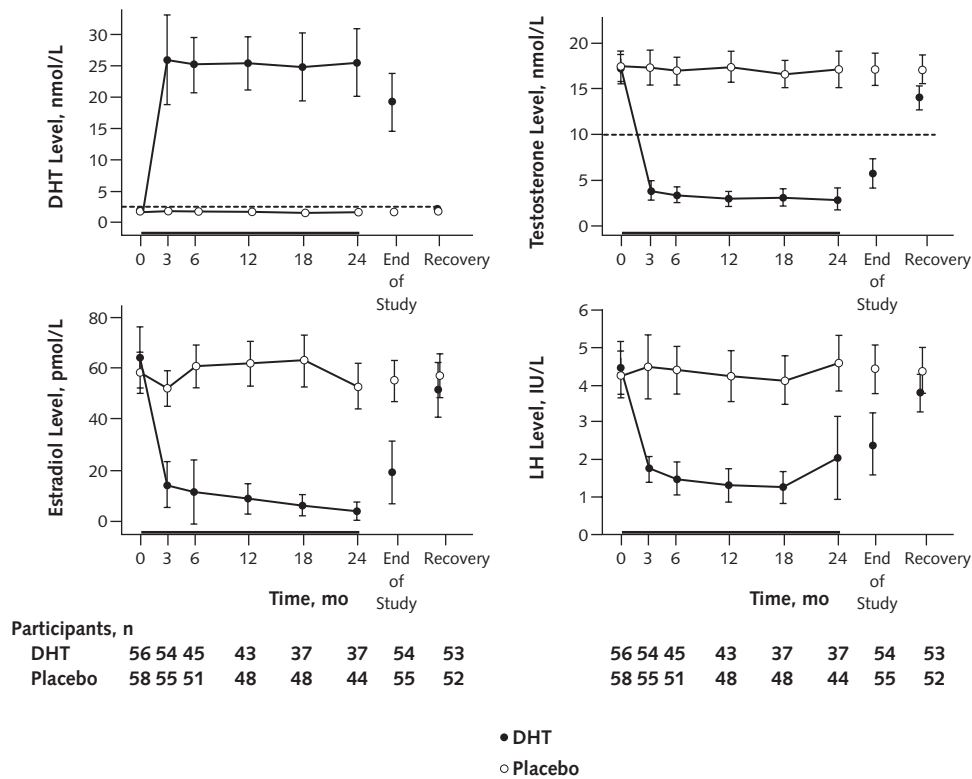 DHT Level, nmol/L
30
25
20
15
10
5
0
0 3 6 12 18 24 End of Study Recovery
Testosterone Level, nmol/L
20
15
10
5
0
0 3 6 12 18 24 End of Study Recovery
Estradiol Level, pmol/L
80
60
40
20
0
0 3 6 12 18 24 End of Study Recovery
Time, mo
LH Level, IU/L
6
5
4
3
2
1
0
0 3 6 12 18 24 End of Study Recovery
Time, mo
Participants, n
DHT 56 54 45 43 37 37 54 53 56 54 45 43 37 37 54 53
Placebo 58 55 51 48 48 44 55 52 58 55 51 48 48 44 55 52
DHT
Placebo